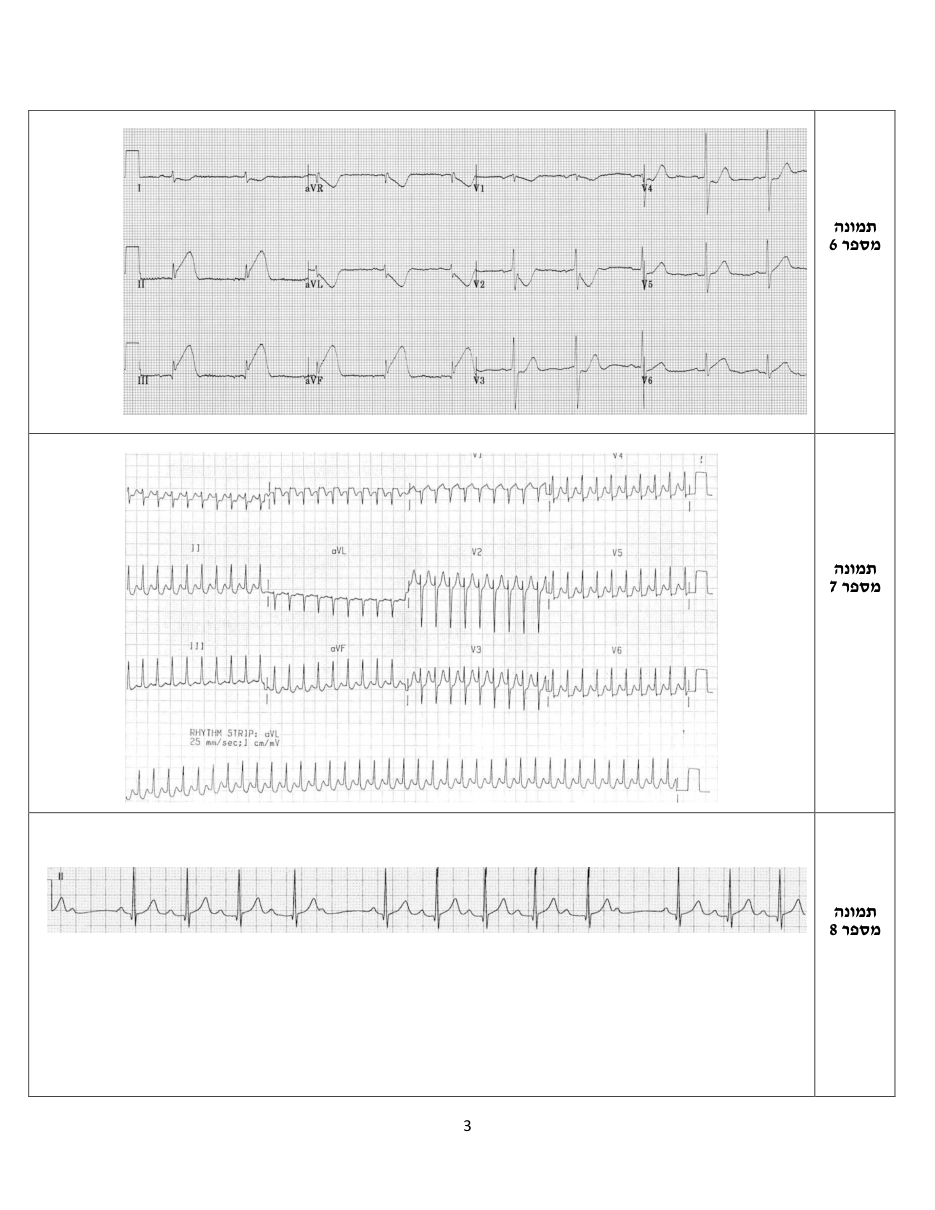 תמונה
מספר 6
I
aVR
V1
V4
II
aVL
V2
V5
III
aVF
V3
V6
תמונה
מספר 7
V1
V4
II
aVL
V2
V5
III
aVF
V3
V6
RHYTHM STRIP: aVL
25 mm/sec;1 cm/mV
תמונה
מספר 8
II
3